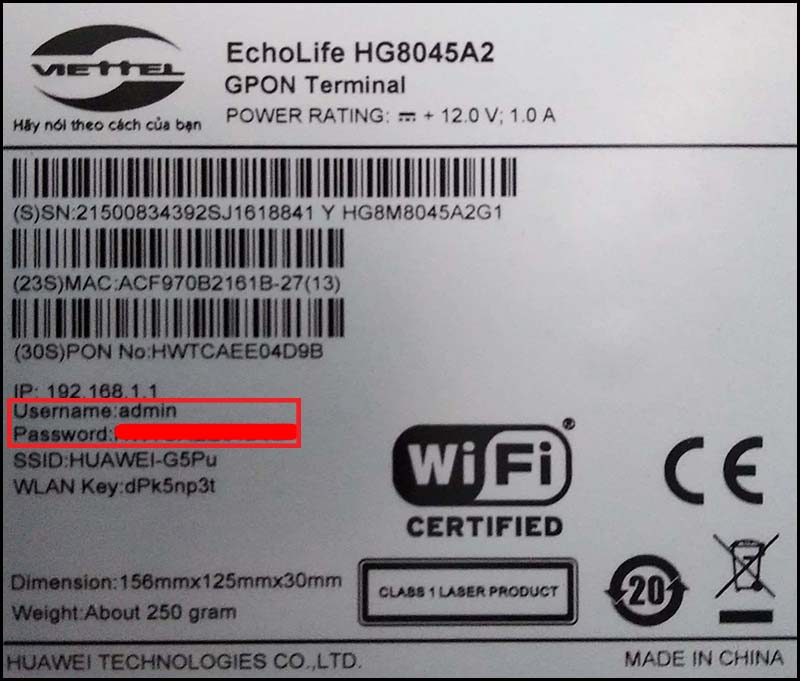 VIETTEL
Hãy nói theo cách của bạn
EchoLife HG8045A2
GPON Terminal
POWER RATING: ⎓ + 12.0 V; 1.0 A
(S)SN:21500834392SJ1618841 Y HG8M8045A2G1
(23S)MAC:ACF970B2161B-27(13)
(30S)PON No:HWTCAEE04D9B
IP: 192.168.1.1
Username:admin
Password:
SSID:HUAWEI-G5Pu
WLAN Key:dPk5np3t
Wi Fi ®
CERTIFIED
CE
Dimension:156mmx125mmx30mm
Weight:About 250 gram
CLASS 1 LASER PRODUCT
20
HUAWEI TECHNOLOGIES CO.,LTD.
MADE IN CHINA